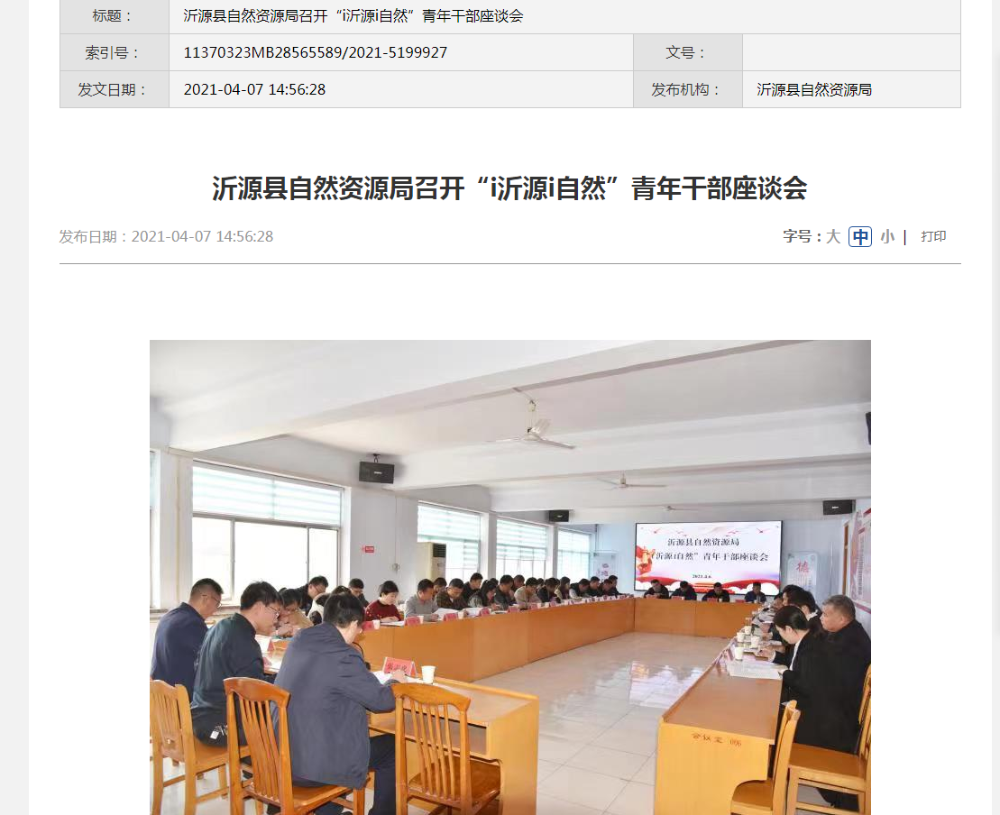 标题：
沂源县自然资源局召开“i沂源i自然”青年干部座谈会
索引号：
11370323MB28565589/2021-5199927
文号：
发文日期：
2021-04-07 14:56:28
发布机构：
沂源县自然资源局
沂源县自然资源局召开“i沂源i自然”青年干部座谈会
发布日期：2021-04-07 14:56:28
字号：大 中 小 | 打印
沂源县自然资源局
沂源i自然”青年干部座谈会
2021.4.6
德
会议室